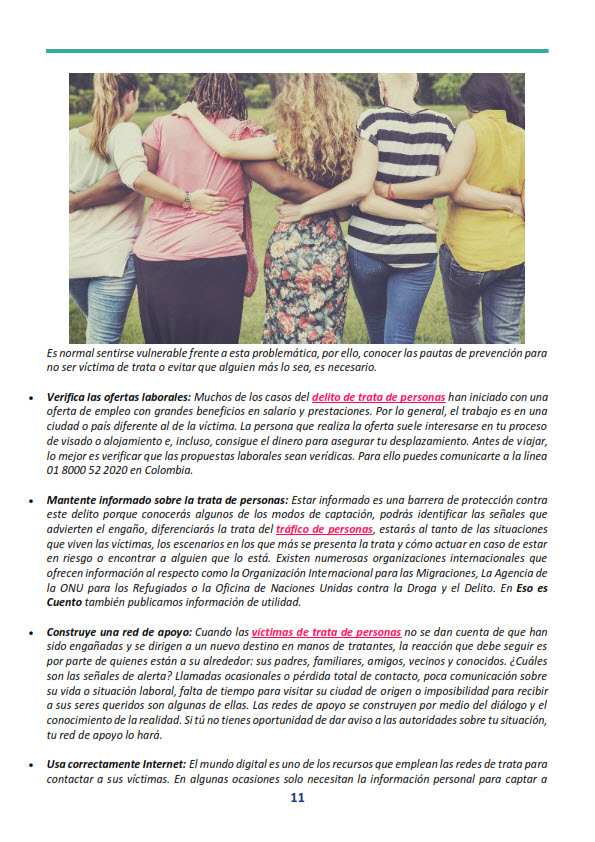 Es normal sentirse vulnerable frente a esta problemática, por ello, conocer las pautas de prevención para
no ser víctima de trata o evitar que alguien más lo sea, es necesario.
• Verifica las ofertas laborales: Muchos de los casos del delito de trata de personas han iniciado con una
oferta de empleo con grandes beneficios en salario y prestaciones. Por lo general, el trabajo es en una
ciudad o país diferente al de la víctima. La persona que realiza la oferta suele interesarse en tu proceso
de visado o alojamiento e, incluso, consigue el dinero para asegurar tu desplazamiento. Antes de viajar,
lo mejor es verificar que las propuestas laborales sean verídicas. Para ello puedes comunicarte a la línea
01 8000 52 2020 en Colombia.
• Mantente informado sobre la trata de personas: Estar informado es una barrera de protección contra
este delito porque conocerás algunos de los modos de captación, podrás identificar las señales que
advierten el engaño, diferenciarás la trata del tráfico de personas, estarás al tanto de las situaciones
que viven las víctimas, los escenarios en los que más se presenta la trata y cómo actuar en caso de estar
en riesgo o encontrar a alguien que lo está. Existen numerosas organizaciones internacionales que
ofrecen información al respecto como la Organización Internacional para las Migraciones, La Agencia de
la ONU para los Refugiados o la Oficina de Naciones Unidas contra la Droga y el Delito. En Eso es
Cuento también publicamos información de utilidad.
• Construye una red de apoyo: Cuando las víctimas de trata de personas no se dan cuenta de que han
sido engañadas y se dirigen a un nuevo destino en manos de tratantes, la reacción que debe seguir es
por parte de quienes están a su alrededor: sus padres, familiares, amigos, vecinos y conocidos. ¿Cuáles
son las señales de alerta? Llamadas ocasionales o pérdida total de contacto, poca comunicación sobre
su vida o situación laboral, falta de tiempo para visitar su ciudad de origen o imposibilidad para recibir
a sus seres queridos son algunas de ellas. Las redes de apoyo se construyen por medio del diálogo y el
conocimiento de la realidad. Si tú no tienes oportunidad de dar aviso a las autoridades sobre tu situación,
tu red de apoyo lo hará.
• Usa correctamente Internet: El mundo digital es uno de los recursos que emplean las redes de trata para
contactar a sus víctimas. En algunas ocasiones solo necesitan la información personal para captar a
11